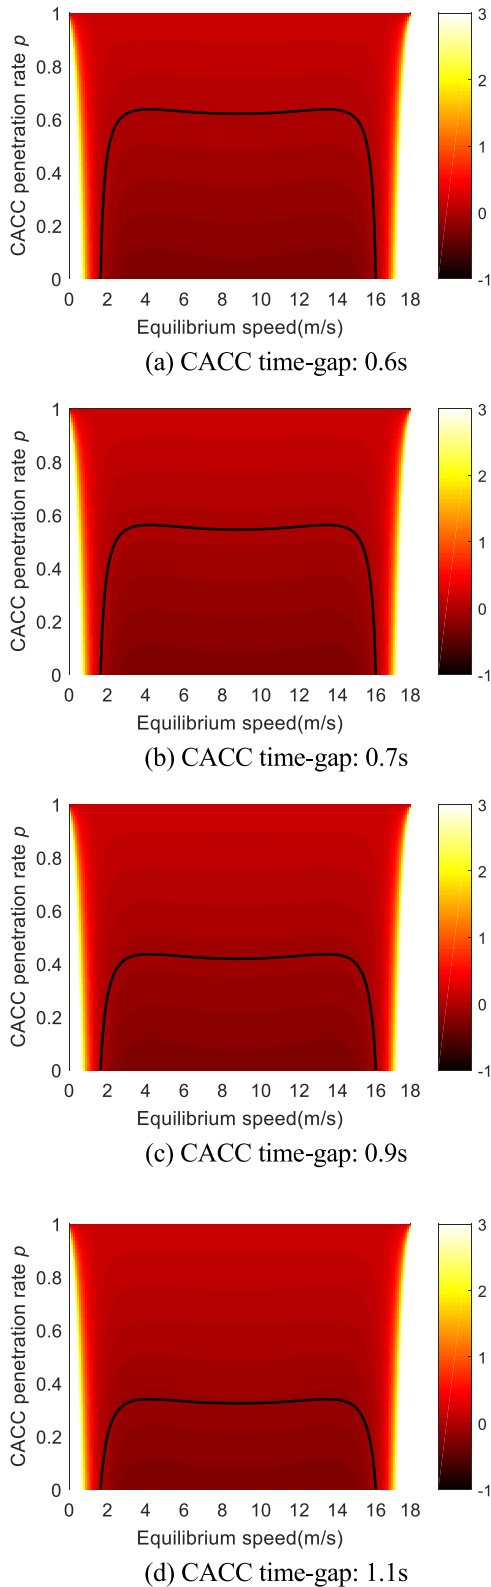 1
0.8
0.6
0.4
0.2
0
CACC penetration rate p
0 2 4 6 8 10 12 14 16 18
Equilibrium speed(m/s)
3
2
1
0
-1
(a) CACC time-gap: 0.6s
1
0.8
0.6
0.4
0.2
0
CACC penetration rate p
0 2 4 6 8 10 12 14 16 18
Equilibrium speed(m/s)
3
2
1
0
-1
(b) CACC time-gap: 0.7s
1
0.8
0.6
0.4
0.2
0
CACC penetration rate p
0 2 4 6 8 10 12 14 16 18
Equilibrium speed(m/s)
3
2
1
0
-1
(c) CACC time-gap: 0.9s
1
0.8
0.6
0.4
0.2
0
CACC penetration rate p
0 2 4 6 8 10 12 14 16 18
Equilibrium speed(m/s)
3
2
1
0
-1
(d) CACC time-gap: 1.1s